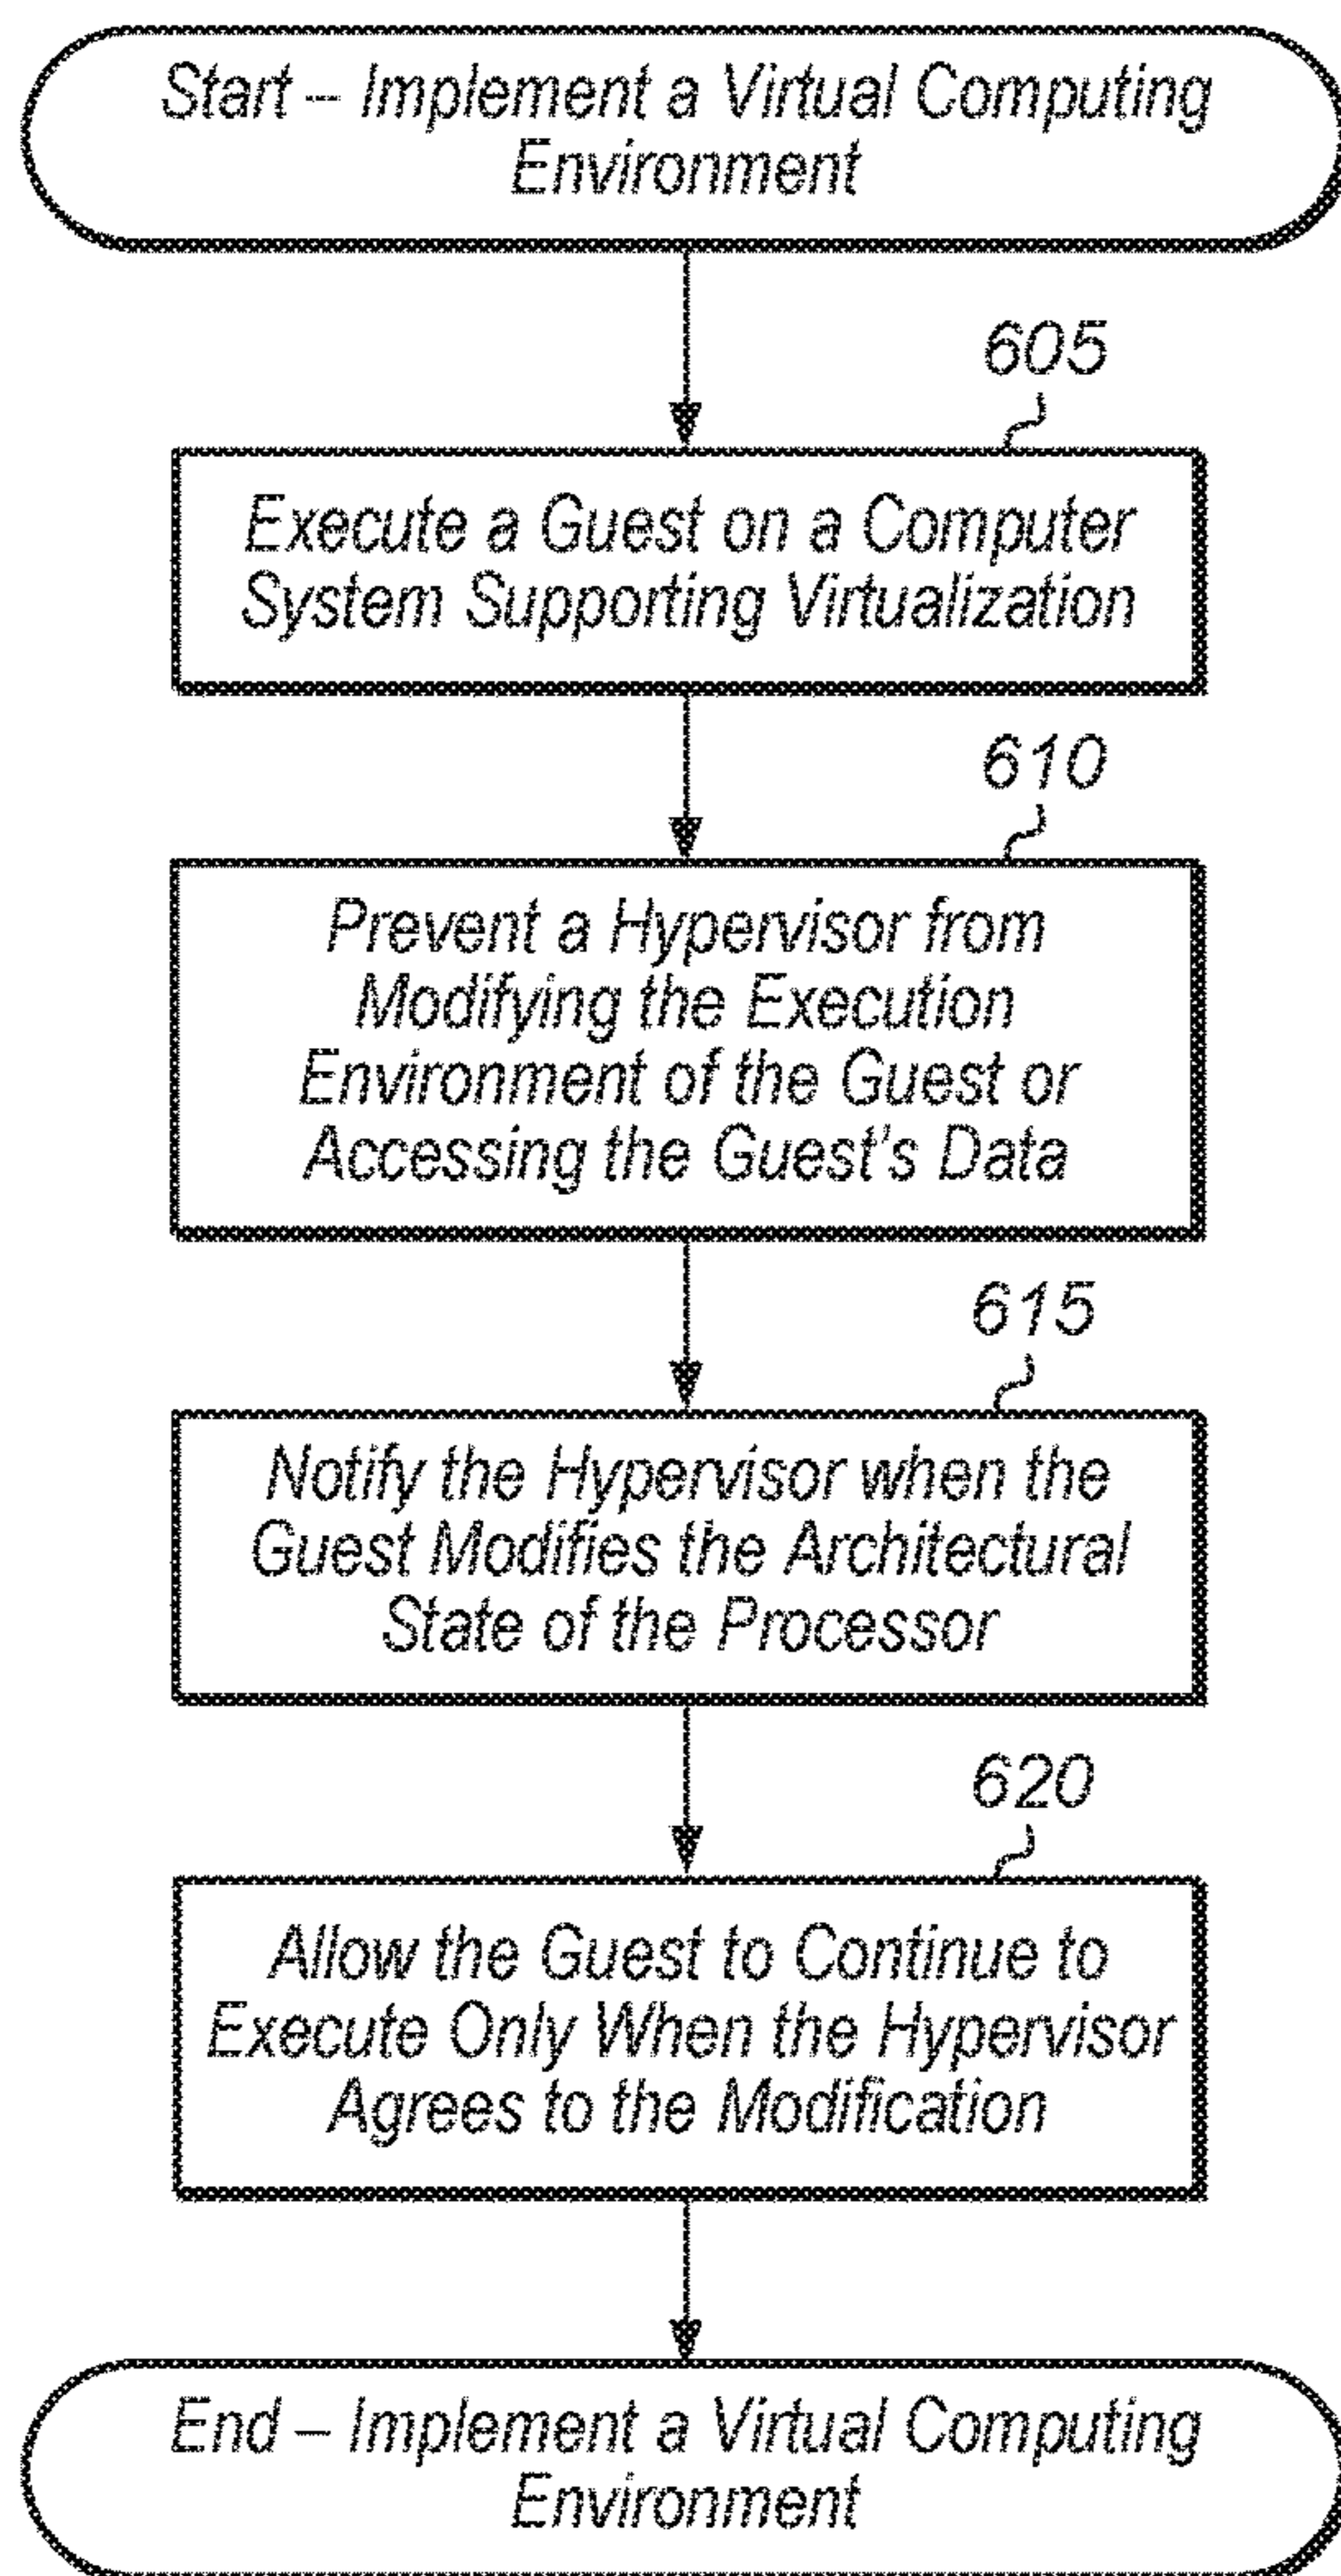 Start -- Implement a Virtual Computing
Environment
605
Execute a Guest on a Computer
System Supporting Virtualization
610
Prevent a Hypervisor from
Modifying the Execution
Environment of the Guest or
Accessing the Guest's Data
615
Notify the Hypervisor when the
Guest Modifies the Architectural
State of the Processor
620
Allow the Guest to Continue to
Execute Only When the Hypervisor
Agrees to the Modification
End – Implement a Virtual Computing
Environment